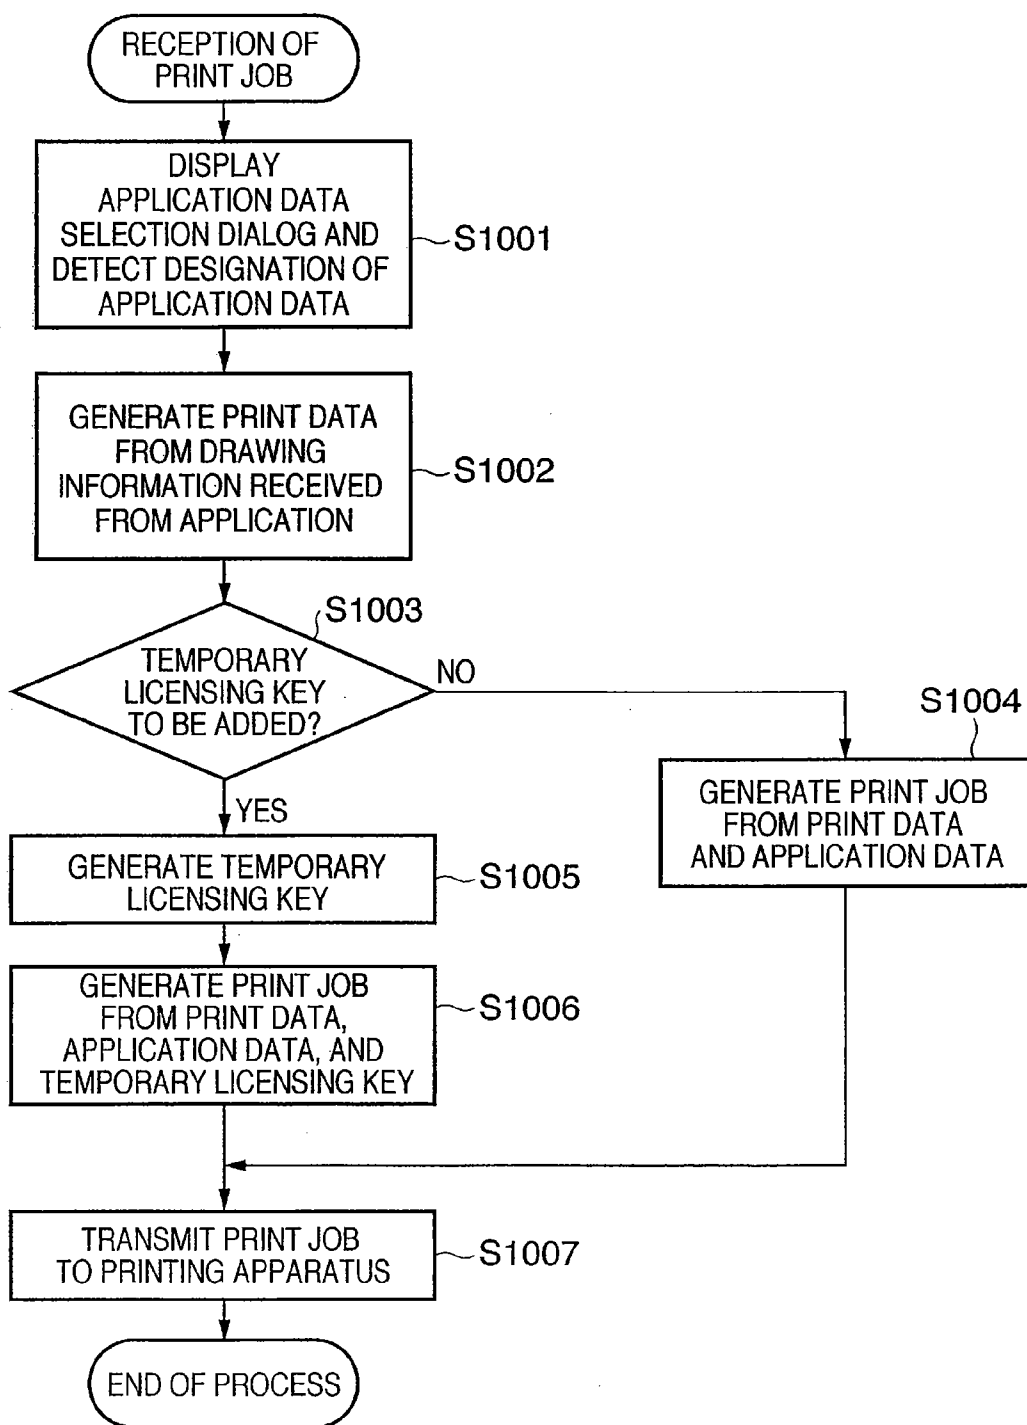 RECEPTION OF
PRINT JOB
DISPLAY
APPLICATION DATA
SELECTION DIALOG AND
DETECT DESIGNATION OF
APPLICATION DATA
S1001
GENERATE PRINT DATA
FROM DRAWING
INFORMATION RECEIVED
FROM APPLICATION
S1002
S1003
TEMPORARY
LICENSING KEY
TO BE ADDED?
NO
S1004
GENERATE PRINT JOB
FROM PRINT DATA
AND APPLICATION DATA
YES
GENERATE TEMPORARY
LICENSING KEY
S1005
GENERATE PRINT JOB
FROM PRINT DATA,
APPLICATION DATA, AND
TEMPORARY LICENSING KEY
S1006
TRANSMIT PRINT JOB
TO PRINTING APPARATUS
S1007
END OF PROCESS